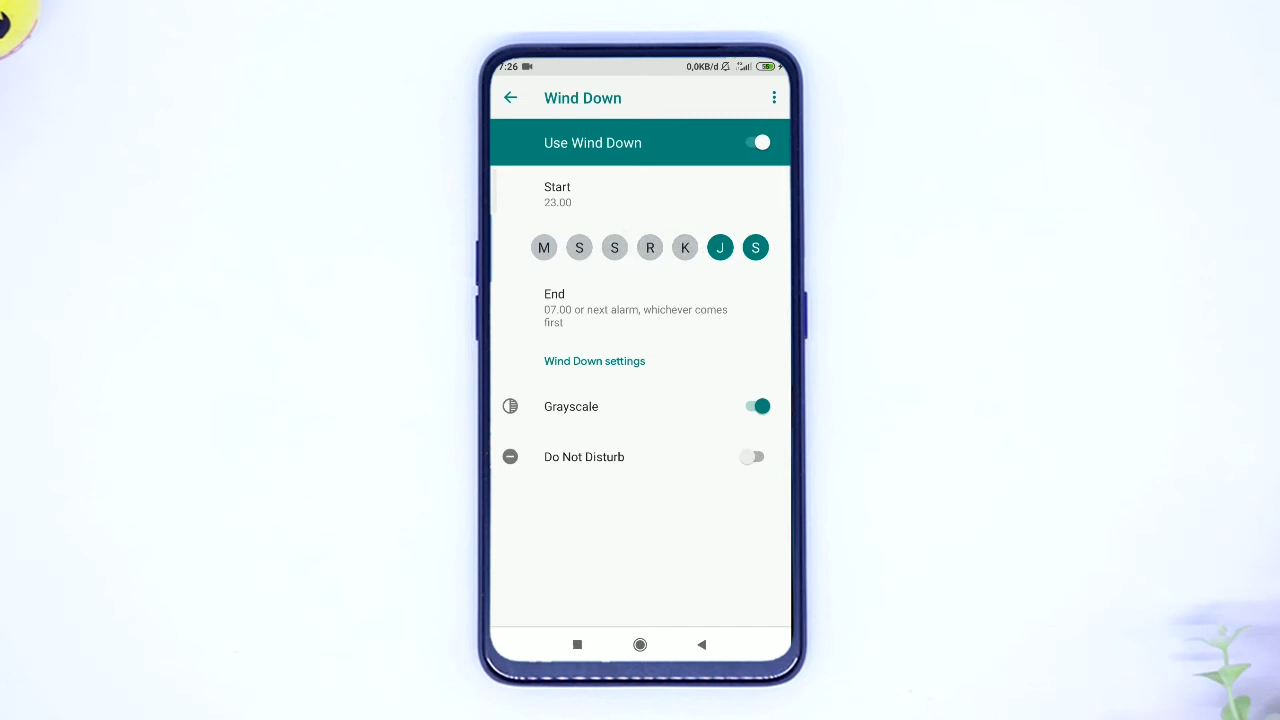 7:26 0,0KB/d 55
Wind Down
Use Wind Down
Start
23.00
M S S R K J S
End
07.00 or next alarm, whichever comes
first
Wind Down settings
Grayscale
Do Not Disturb